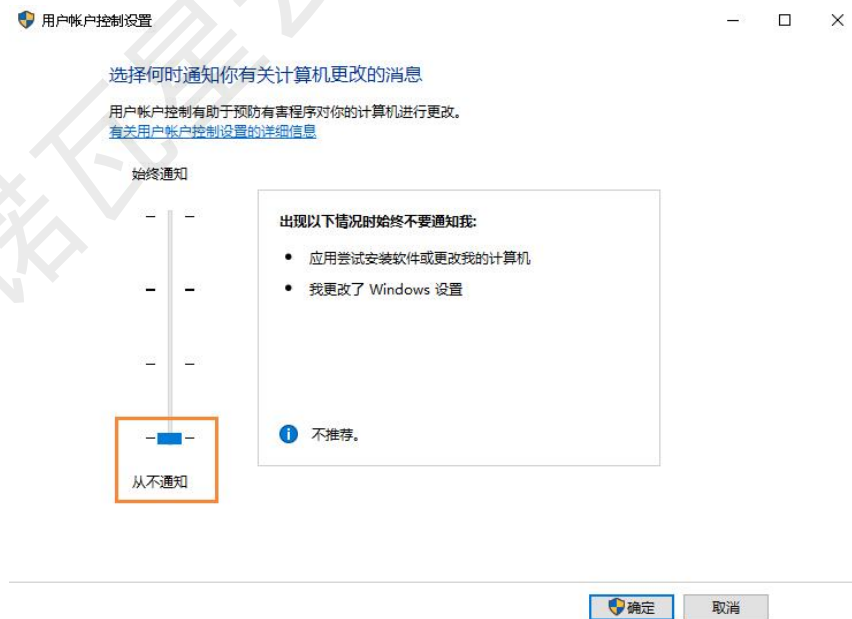 用户帐户控制设置
选择何时通知你有关计算机更改的消息
用户帐户控制有助于预防有害程序对你的计算机进行更改。
有关用户帐户控制设置的详细信息
始终通知
出现以下情况时始终不要通知我:
• 应用尝试安装软件或更改我的计算机
• 我更改了 Windows 设置
不推荐。
从不通知
确定
取消
诺瓦星云